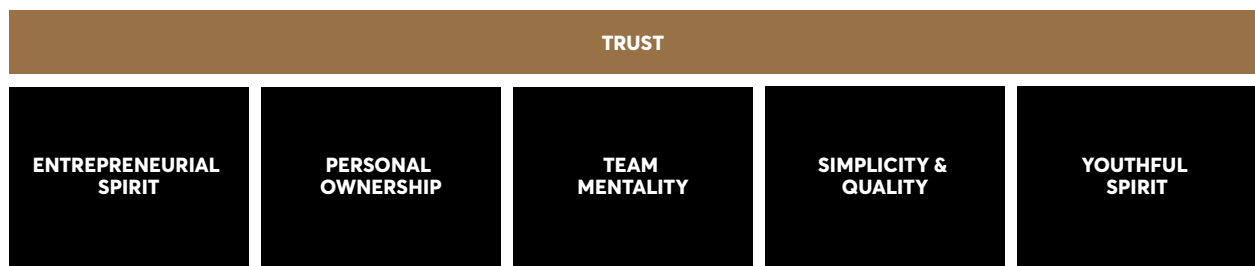 TRUST
ENTREPRENEURIAL
SPIRIT
PERSONAL
OWNERSHIP
TEAM
MENTALITY
SIMPLICITY &
QUALITY
YOUTHFUL
SPIRIT